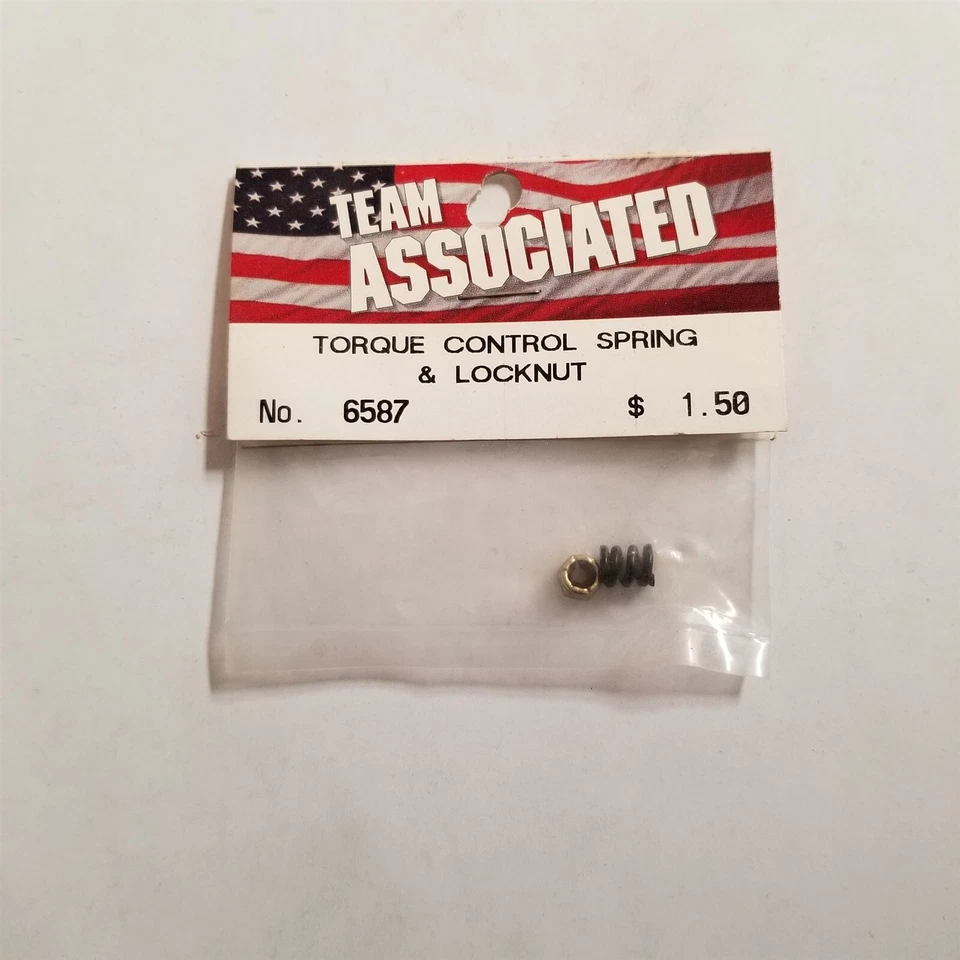 TEAM
ASSOCIATED
TORQUE CONTROL SPRING
& LOCKNUT
No. 6587 $ 1.50